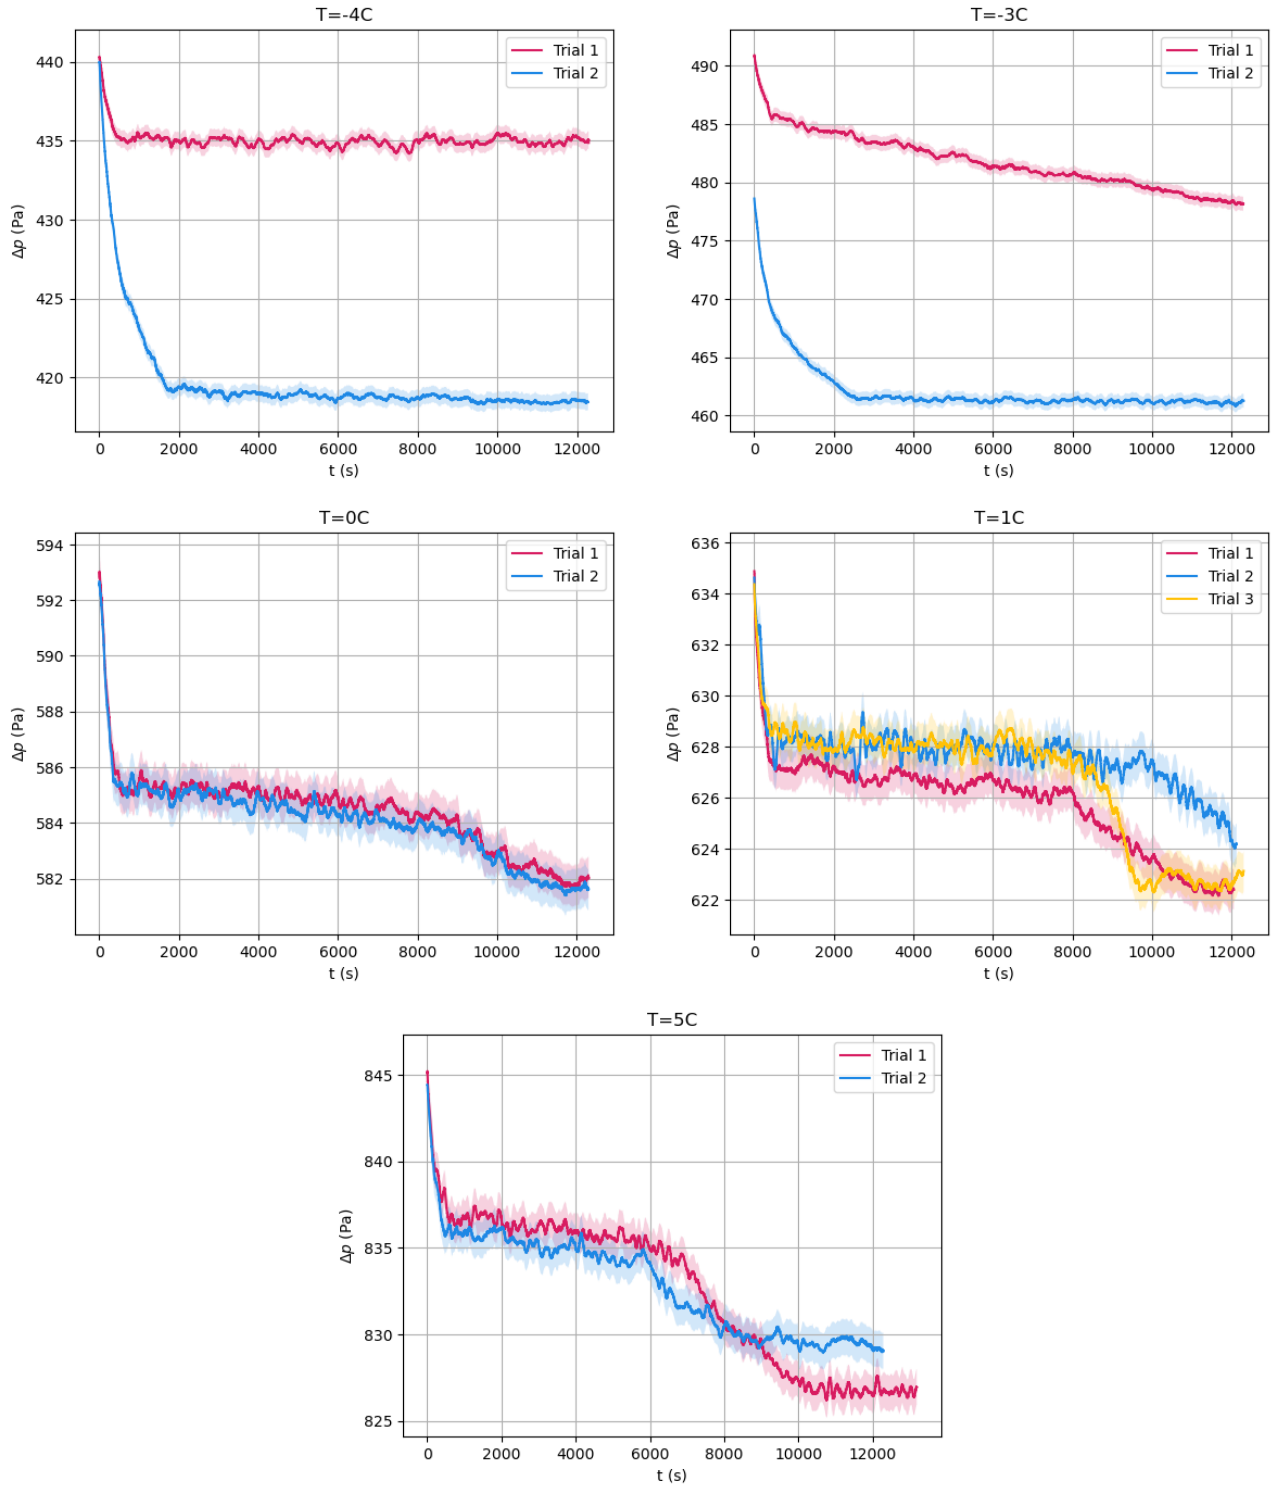 T=-4C
440
435
430
425
420
Δp (Pa)
0 2000 4000 6000 8000 10000 12000
t (s)
Trial 1
Trial 2
T=-3C
490
485
480
475
470
465
460
Δp (Pa)
0 2000 4000 6000 8000 10000 12000
t (s)
Trial 1
Trial 2
T=0C
594
592
590
588
586
584
582
Δp (Pa)
0 2000 4000 6000 8000 10000 12000
t (s)
Trial 1
Trial 2
T=1C
636
634
632
630
628
626
624
622
Δp (Pa)
0 2000 4000 6000 8000 10000 12000
t (s)
Trial 1
Trial 2
Trial 3
T=5C
845
840
835
830
825
Δp (Pa)
0 2000 4000 6000 8000 10000 12000
t (s)
Trial 1
Trial 2